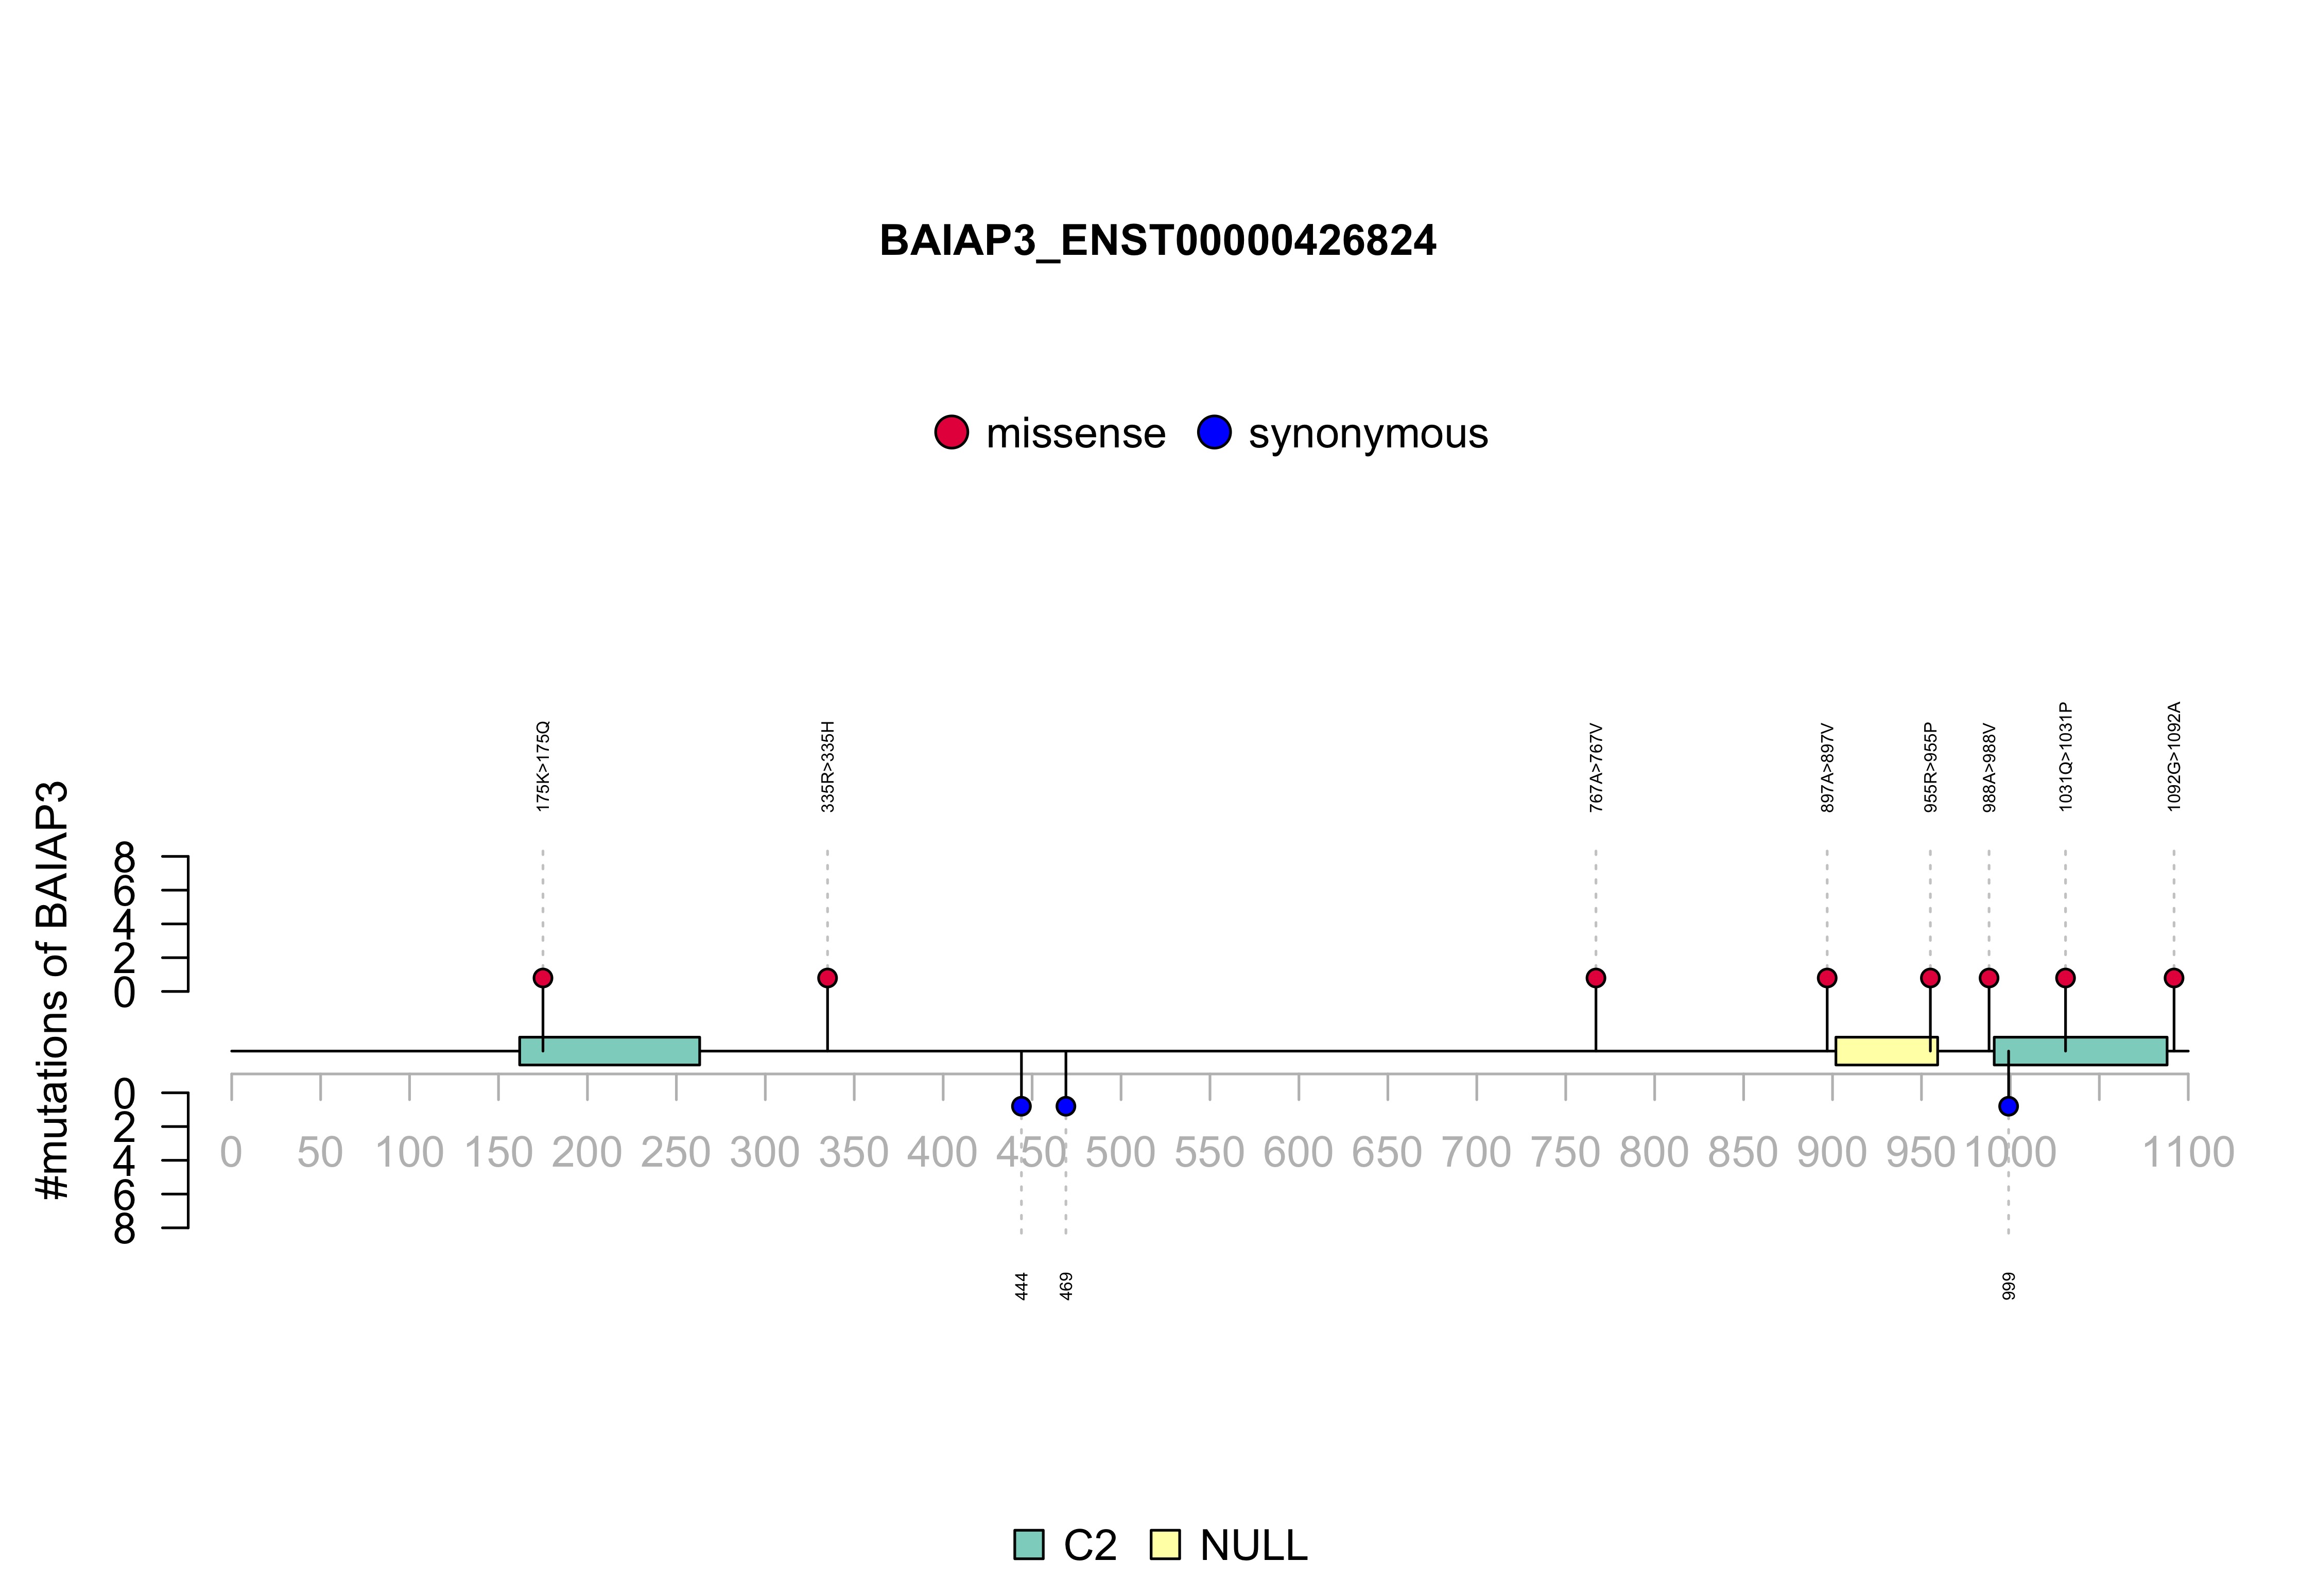 BAIAP3_ENST00000426824
missense synonymous
175K>175Q 335R>335H 767A>767V 897A>897V 955R>955P 988A>988V 1031Q>1031P 1092G>1092A
#mutations of BAIAP3
8
6
4
2
0
0
2
4
6
8
0 50 100 150 200 250 300 350 400 450 500 550 600 650 700 750 800 850 900 950 1000 1100
444 469 999
C2 NULL